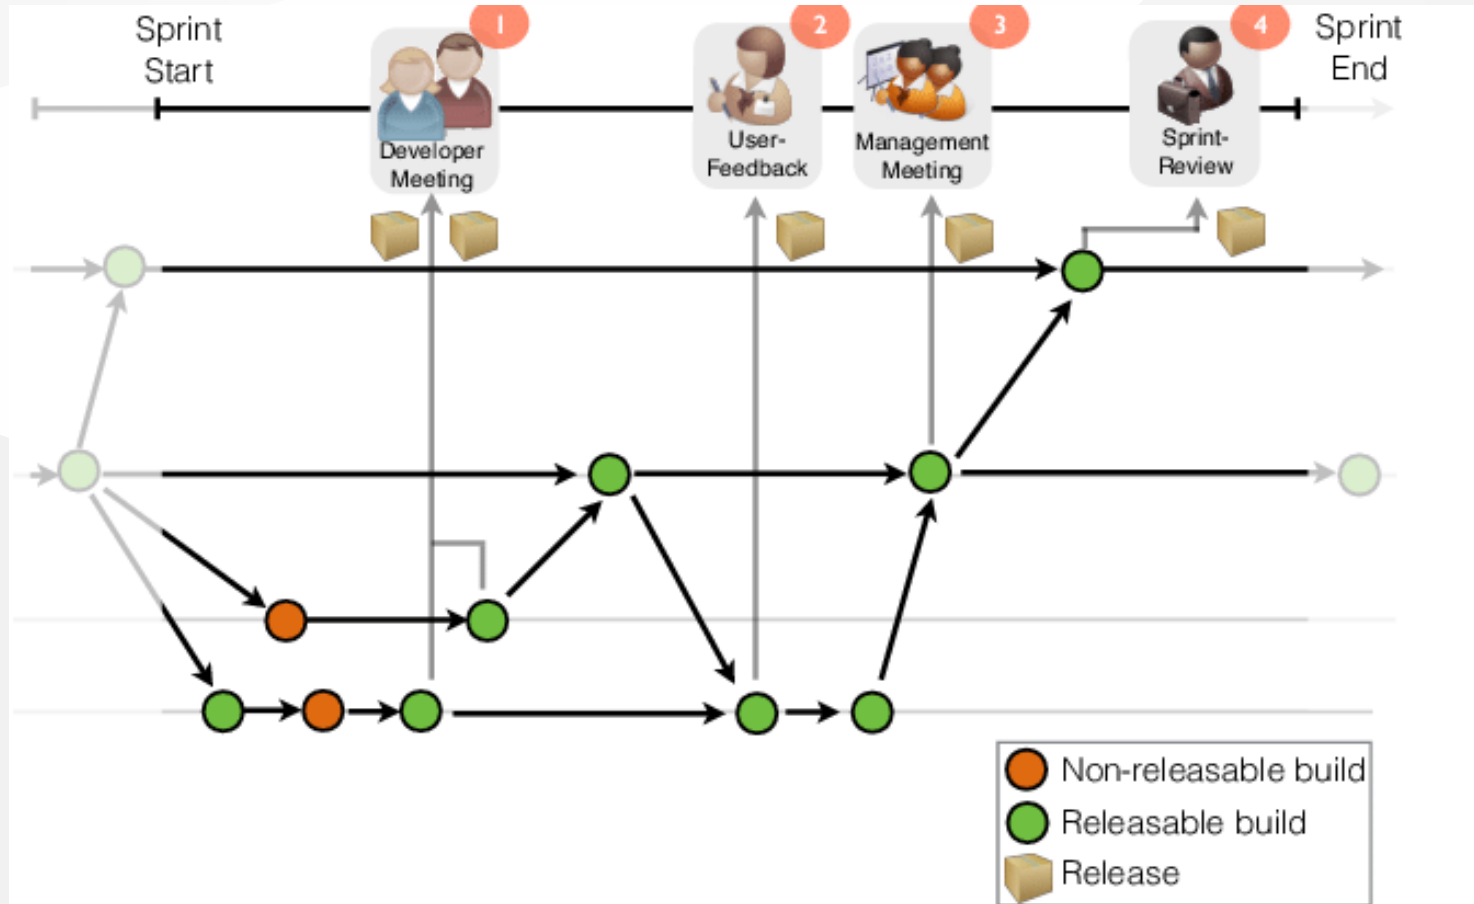 Sprint
Start
1
2
3
4
Sprint
End
Developer
Meeting
User-
Feedback
Management
Meeting
Sprint-
Review
Non-releasable build
Releasable build
Release